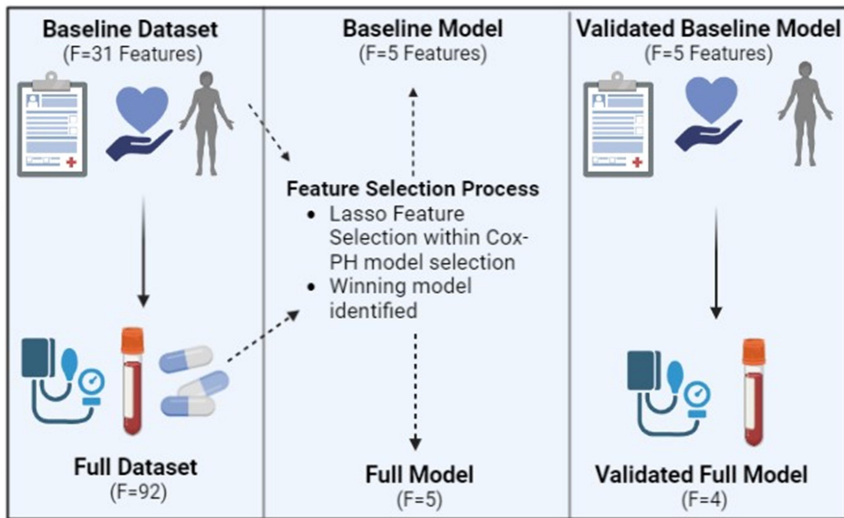 Baseline Dataset
(F=31 Features)
Full Dataset
(F=92)
Baseline Model
(F=5 Features)
Feature Selection Process
• Lasso Feature
Selection within Cox-
PH model selection
• Winning model
identified
Full Model
(F=5)
Validated Baseline Model
(F=5 Features)
Validated Full Model
(F=4)